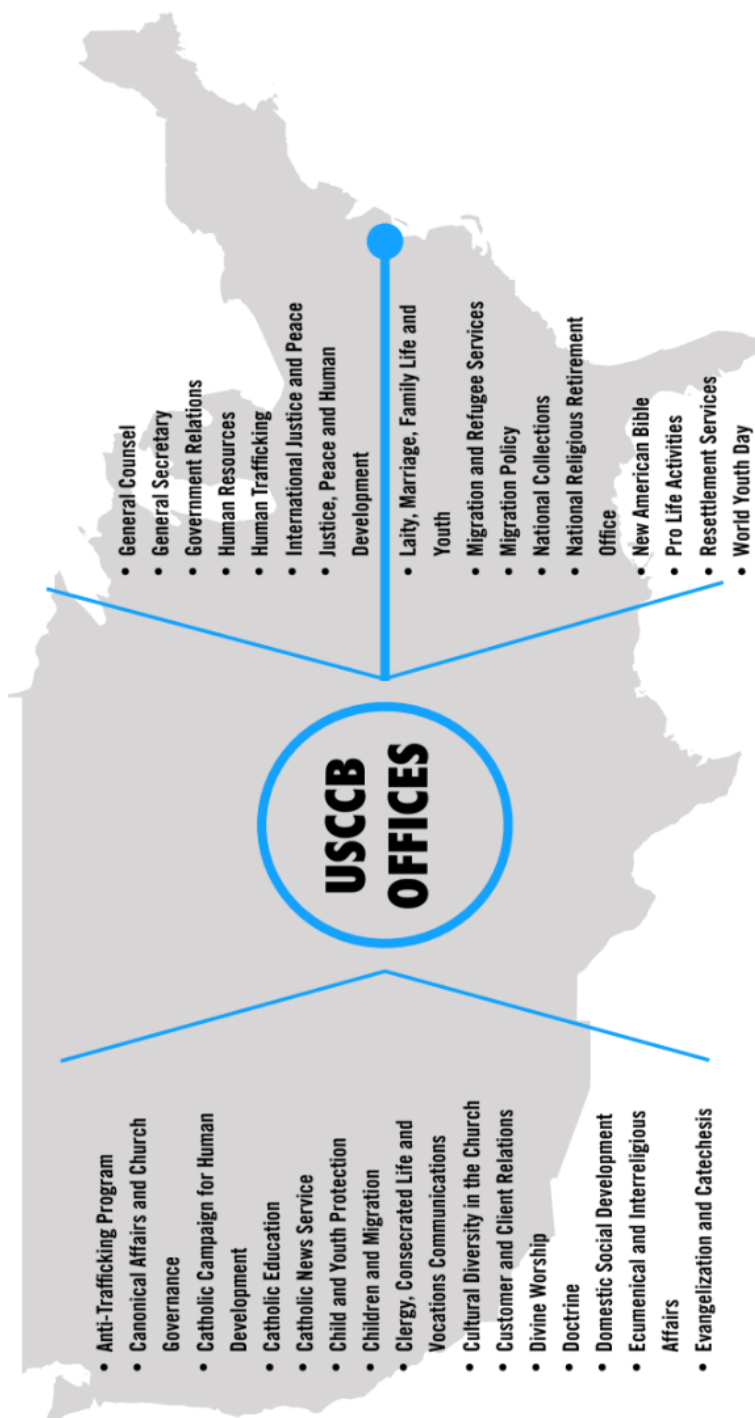 • Anti-Trafficking Program
• Canonical Affairs and Church
Governance
• Catholic Campaign for Human
Development
• Catholic Education
• Catholic News Service
• Child and Youth Protection
• Children and Migration
• Clergy, Consecrated Life and
Vocations Communications
• Cultural Diversity in the Church
• Customer and Client Relations
• Divine Worship
• Doctrine
• Domestic Social Development
• Ecumenical and Interreligious
Affairs
• Evangelization and Catechesis
USCCB
OFFICES
• General Counsel
• General Secretary
• Government Relations
• Human Resources
• Human Trafficking
• International Justice and Peace
• Justice, Peace and Human
Development
• Laity, Marriage, Family Life and
Youth
• Migration and Refugee Services
• Migration Policy
• National Collections
• National Religious Retirement
Office
• New American Bible
• Pro Life Activities
• Resettlement Services
• World Youth Day